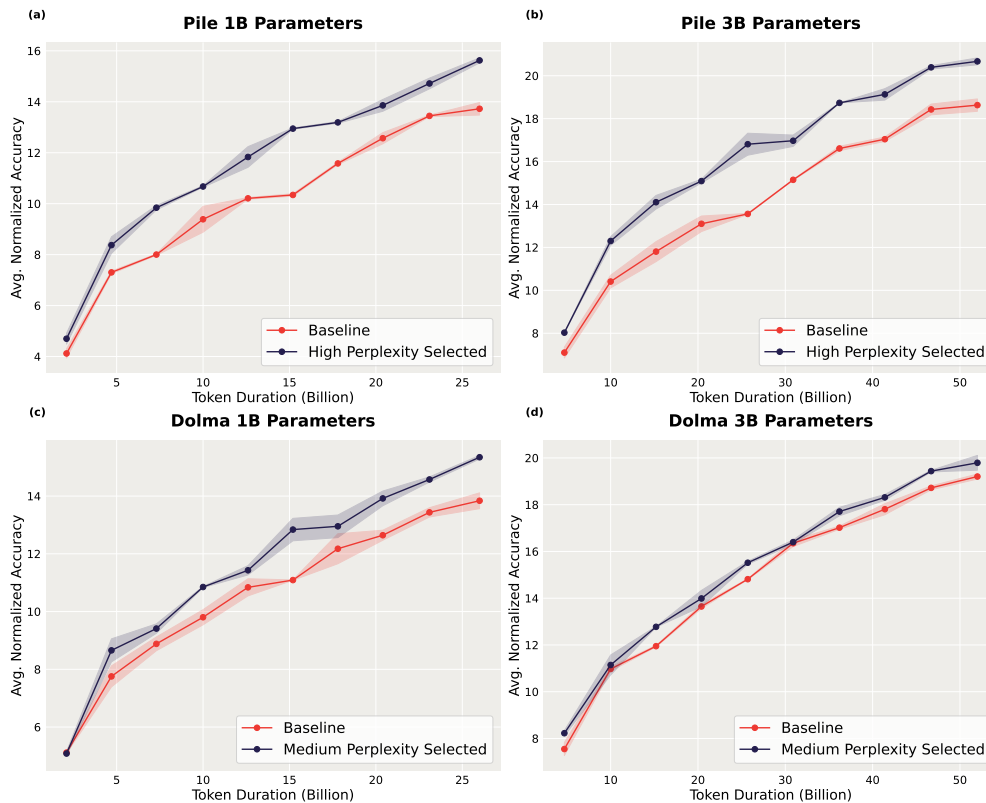 (a)
Pile 1B Parameters
Avg. Normalized Accuracy
16
14
12
10
8
6
4
Baseline
High Perplexity Selected
5 10 15 20 25
Token Duration (Billion)
(b)
Pile 3B Parameters
Avg. Normalized Accuracy
20
18
16
14
12
10
8
Baseline
High Perplexity Selected
10 20 30 40 50
Token Duration (Billion)
(c)
Dolma 1B Parameters
Avg. Normalized Accuracy
14
12
10
8
6
Baseline
Medium Perplexity Selected
5 10 15 20 25
Token Duration (Billion)
(d)
Dolma 3B Parameters
Avg. Normalized Accuracy
20
18
16
14
12
10
8
Baseline
Medium Perplexity Selected
10 20 30 40 50
Token Duration (Billion)